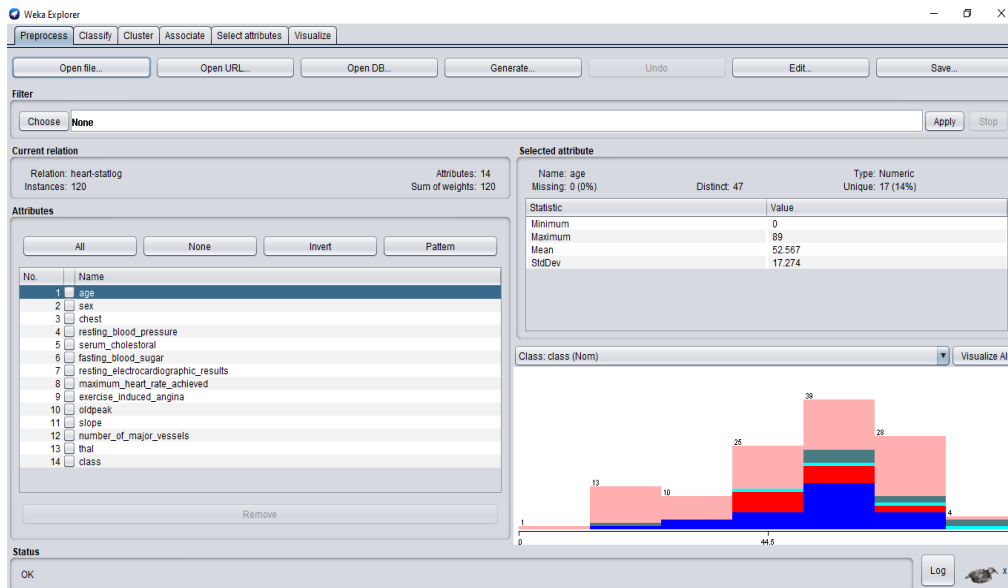 Weka Explorer
Preprocess Classify Cluster Associate Select attributes Visualize
Open file... Open URL... Open DB... Generate... Undo Edit... Save...
Filter
Choose None Apply Stop
Current relation
Relation: heart-statlog Attributes: 14
Instances: 120 Sum of weights: 120
Attributes
All None Invert Pattern
No. Name
1 age
2 sex
3 chest
4 resting_blood_pressure
5 serum_cholestoral
6 fasting_blood_sugar
7 resting_electrocardiographic_results
8 maximum_heart_rate_achieved
9 exercise_induced_angina
10 oldpeak
11 slope
12 number_of_major_vessels
13 thal
14 class
Remove
Selected attribute
Name: age Type: Numeric
Missing: 0 (0%) Distinct: 47 Unique: 17 (14%)
Statistic Value
Minimum 0
Maximum 89
Mean 52.567
StdDev 17.274
Class: class (Nom) Visualize All
39
28
25
13
10
4
1
0 44.5
Status
OK Log x